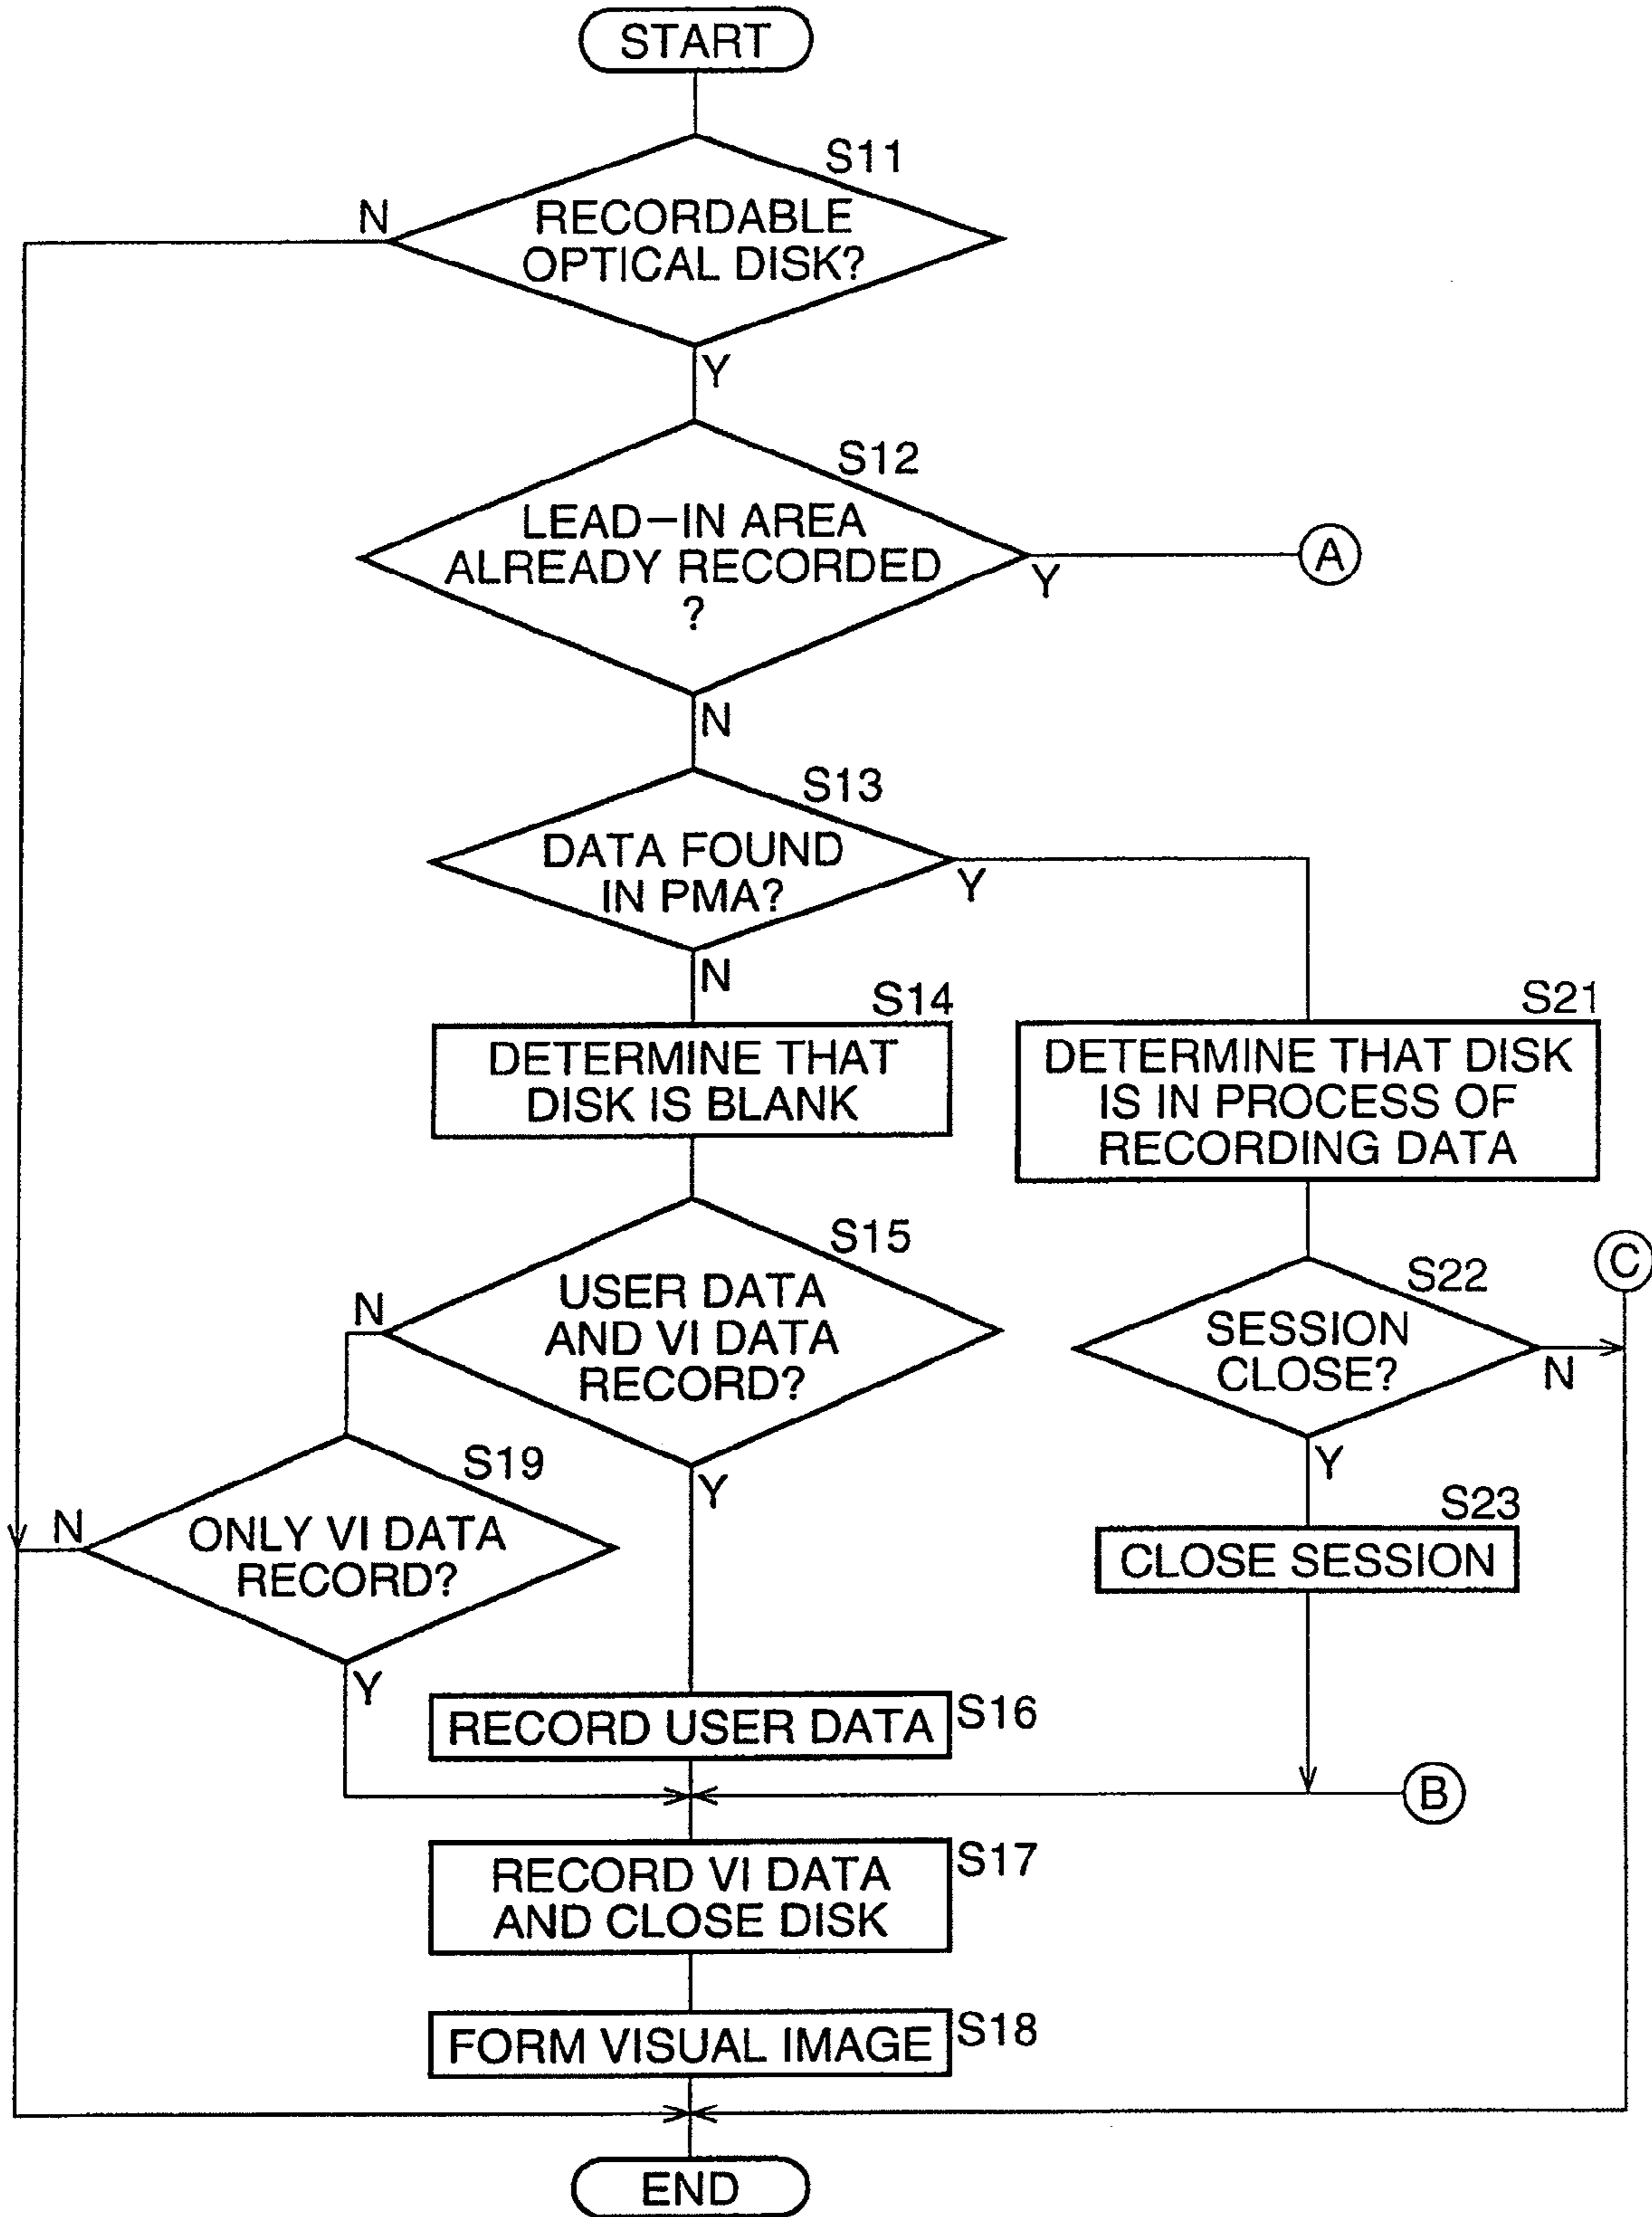 START
S11
N
RECORDABLE
OPTICAL DISK?
Y
S12
LEAD-IN AREA
ALREADY RECORDED
?
Y
A
N
S13
DATA FOUND
IN PMA?
Y
N
S14
DETERMINE THAT
DISK IS BLANK
S21
DETERMINE THAT DISK
IS IN PROCESS OF
RECORDING DATA
S15
N
USER DATA
AND VI DATA
RECORD?
Y
S22
SESSION
CLOSE?
N
C
Y
S19
N
ONLY VI DATA
RECORD?
Y
S23
CLOSE SESSION
RECORD USER DATA
S16
B
RECORD VI DATA
AND CLOSE DISK
S17
FORM VISUAL IMAGE
S18
END